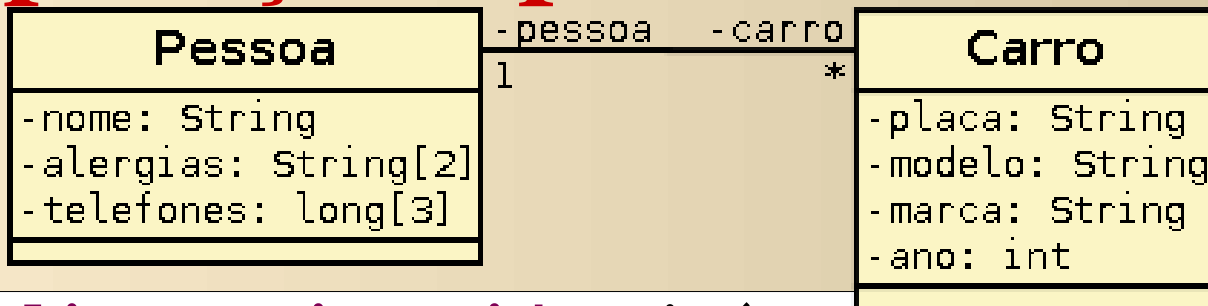 Pessoa
-nome: String
-alergias: String[2]
-telefones: long[3]
-pessoa -carro
1 *
Carro
-placa: String
-modelo: String
-marca: String
-ano: int